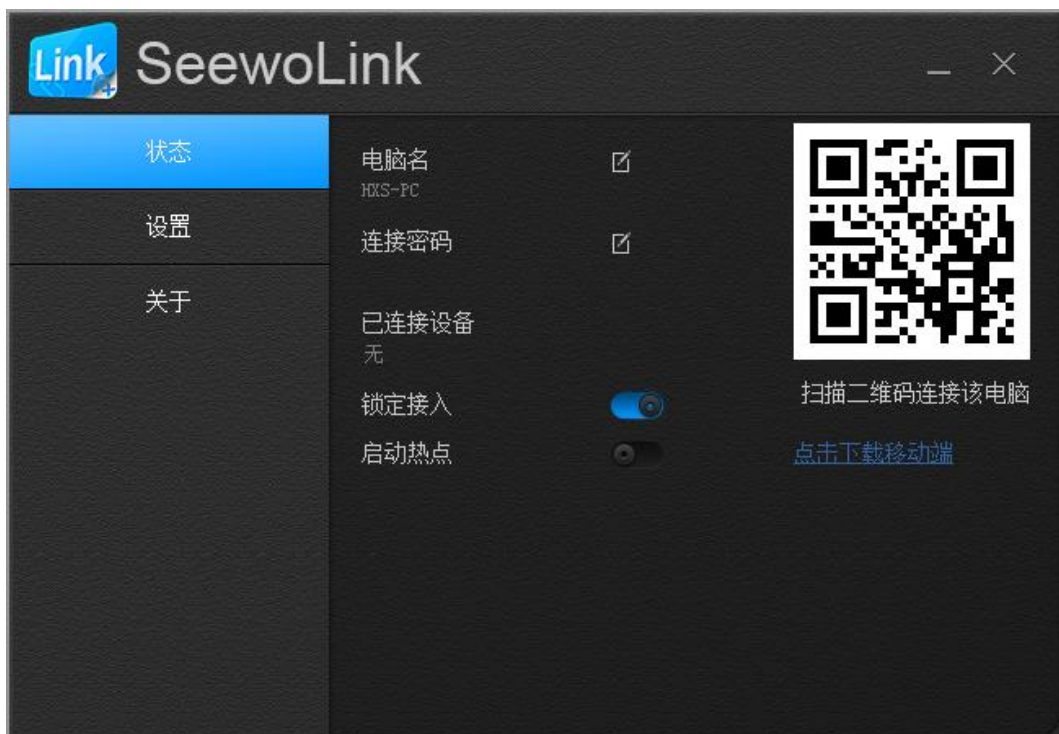 Link
SeewoLink
状态
设置
关于
电脑名
HXS-PC
连接密码
已连接设备
无
锁定接入
启动热点
扫描二维码连接该电脑
点击下载移动端